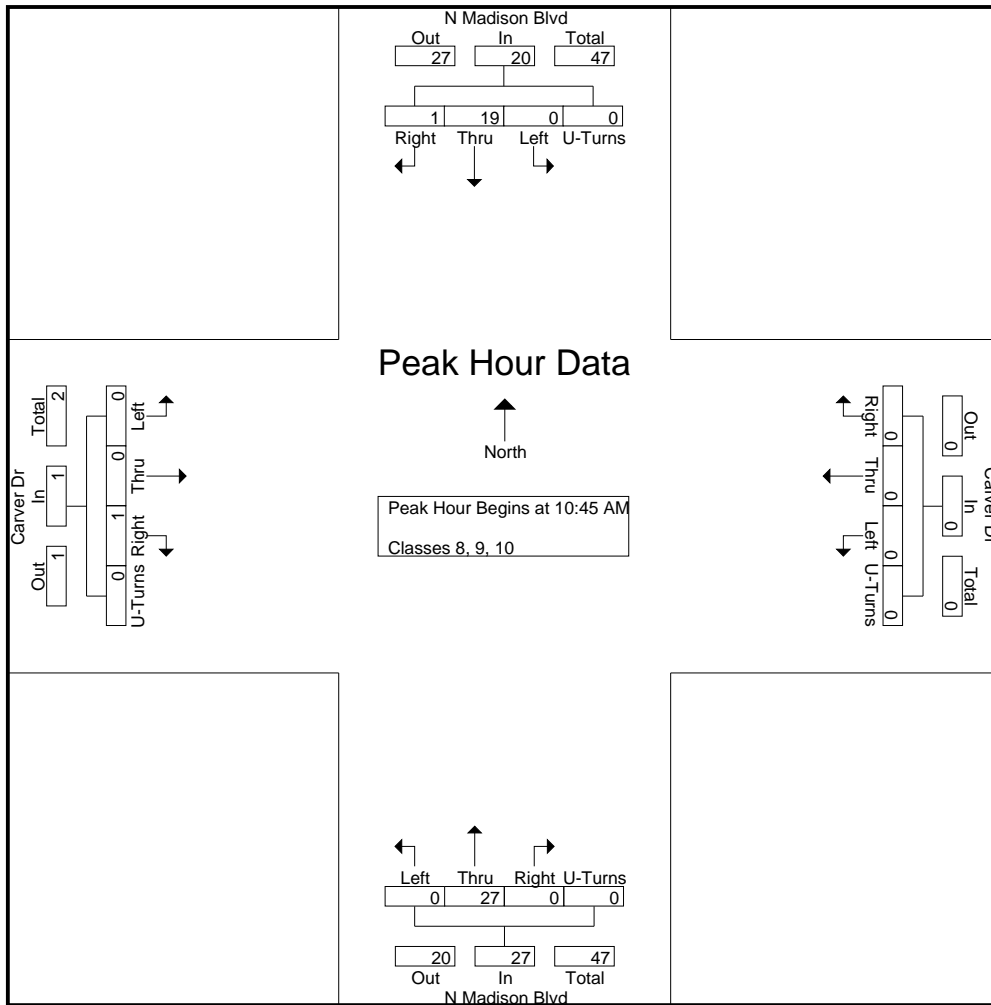 N Madison Blvd
Out In Total
27 20 47
1 19 0 0
Right Thru Left U-Turns
Peak Hour Data
North
Peak Hour Begins at 10:45 AM
Classes 8, 9, 10
Carver Dr
Total In Out
2 1 1
0 0 1 0
Left Thru Right U-Turns
Right Thru Left U-Turns
0 0 0 0
Out In Total
0 0 0
Carver Dr
Left Thru Right U-Turns
0 27 0 0
20 27 47
Out In Total
N Madison Blvd